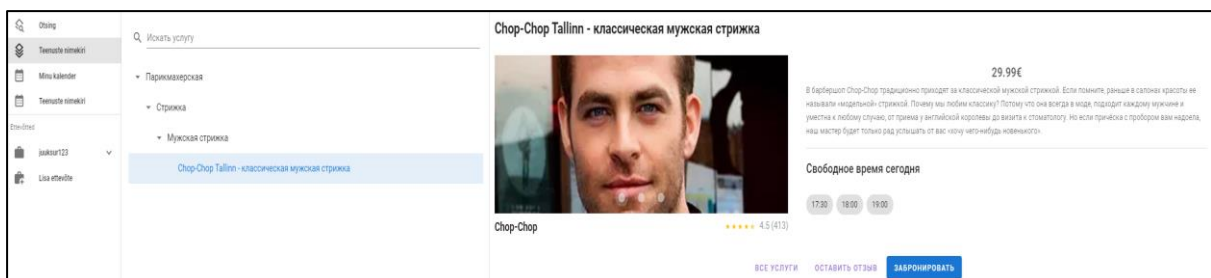 Otsing
Teenuste nimekiri
Minu kalender
Teenuste nimekiri
Ettevõtted
juuksur123
Lisa ettevõte
Искать услугу
Парикмахерская
Стрижка
Мужская стрижка
Chop-Chop Tallinn - классическая мужская стрижка
Chop-Chop Tallinn - классическая мужская стрижка
Chop-Chop
4.5 (413)
29.99€
В барбершоп Chop-Chop традиционно приходят за классической мужской стрижкой. Если помните, раньше в салонах красоты ее
называли «модельной» стрижкой. Почему мы любим классику? Потому что она всегда в моде, подходит каждому мужчине и
уместна к любому случаю, от приема у английской королевы до визита к стоматологу. Но если причёска с пробором вам надоела,
наш мастер будет только рад услышать от вас «хочу чего-нибудь новенького».
Свободное время сегодня
17:30 18:00 19:00
ВСЕ УСЛУГИ ОСТАВИТЬ ОТЗЫВ ЗАБРОНИРОВАТЬ